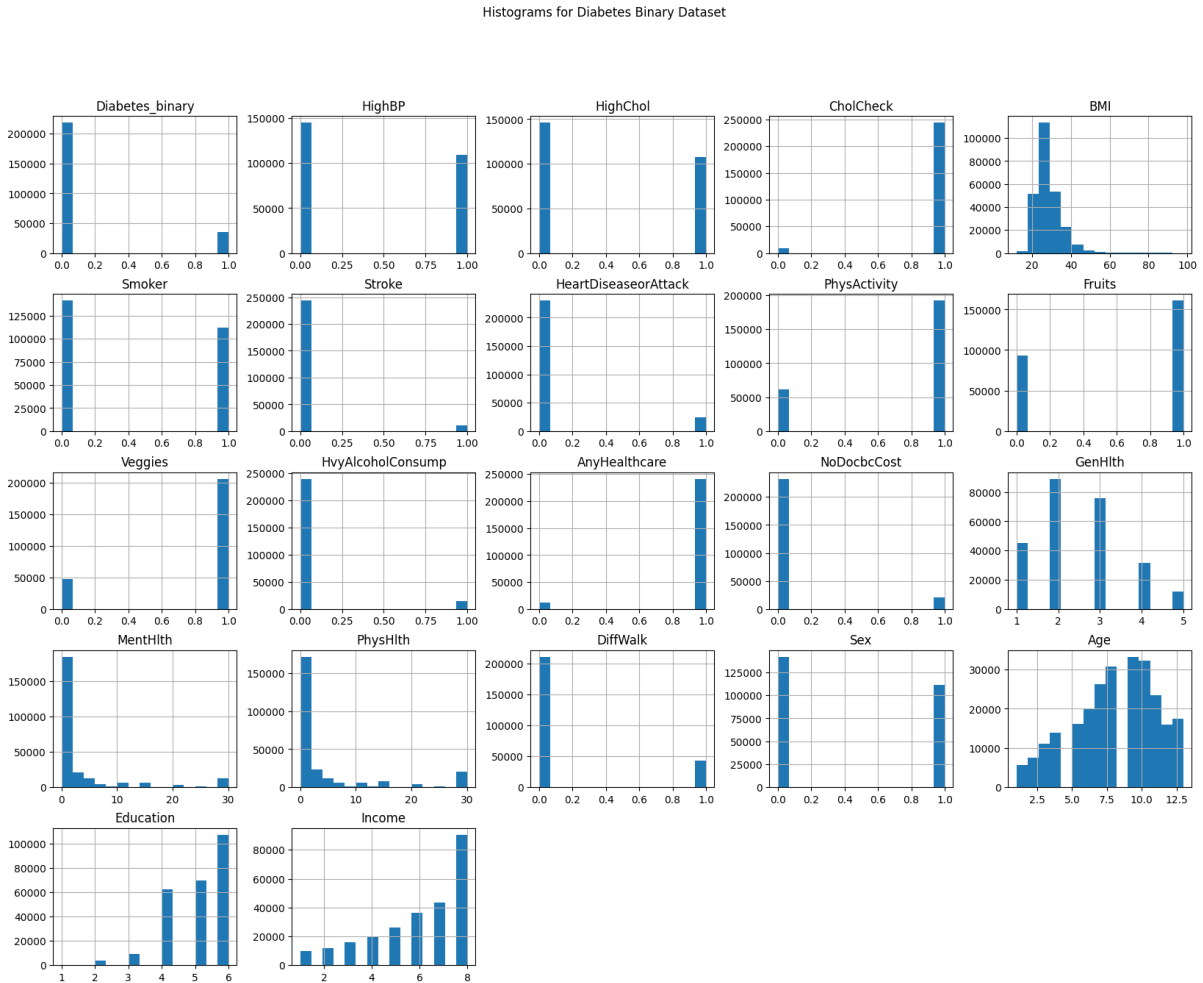 Histograms for Diabetes Binary Dataset
Diabetes_binary
200000
150000
100000
50000
0
0.0 0.2 0.4 0.6 0.8 1.0
HighBP
150000
100000
50000
0
0.00 0.25 0.50 0.75 1.00
HighChol
150000
100000
50000
0
0.0 0.2 0.4 0.6 0.8 1.0
CholCheck
250000
200000
150000
100000
50000
0
0.0 0.2 0.4 0.6 0.8 1.0
BMI
100000
80000
60000
40000
20000
0
20 40 60 80 100
Smoker
125000
100000
75000
50000
25000
0
0.0 0.2 0.4 0.6 0.8 1.0
Stroke
250000
200000
150000
100000
50000
0
0.00 0.25 0.50 0.75 1.00
HeartDiseaseorAttack
200000
150000
100000
50000
0
0.0 0.2 0.4 0.6 0.8 1.0
PhysActivity
200000
150000
100000
50000
0
0.0 0.2 0.4 0.6 0.8 1.0
Fruits
150000
100000
50000
0
0.0 0.2 0.4 0.6 0.8 1.0
Veggies
200000
150000
100000
50000
0
0.0 0.2 0.4 0.6 0.8 1.0
HvyAlcoholConsump
250000
200000
150000
100000
50000
0
0.00 0.25 0.50 0.75 1.00
AnyHealthcare
250000
200000
150000
100000
50000
0
0.0 0.2 0.4 0.6 0.8 1.0
NoDocbcCost
200000
150000
100000
50000
0
0.0 0.2 0.4 0.6 0.8 1.0
GenHlth
80000
60000
40000
20000
0
1 2 3 4 5
MentHlth
150000
100000
50000
0
0 10 20 30
PhysHlth
150000
100000
50000
0
0 10 20 30
DiffWalk
200000
150000
100000
50000
0
0.0 0.2 0.4 0.6 0.8 1.0
Sex
125000
100000
75000
50000
25000
0
0.0 0.2 0.4 0.6 0.8 1.0
Age
30000
20000
10000
0
2.5 5.0 7.5 10.0 12.5
Education
100000
80000
60000
40000
20000
0
1 2 3 4 5 6
Income
80000
60000
40000
20000
0
2 4 6 8